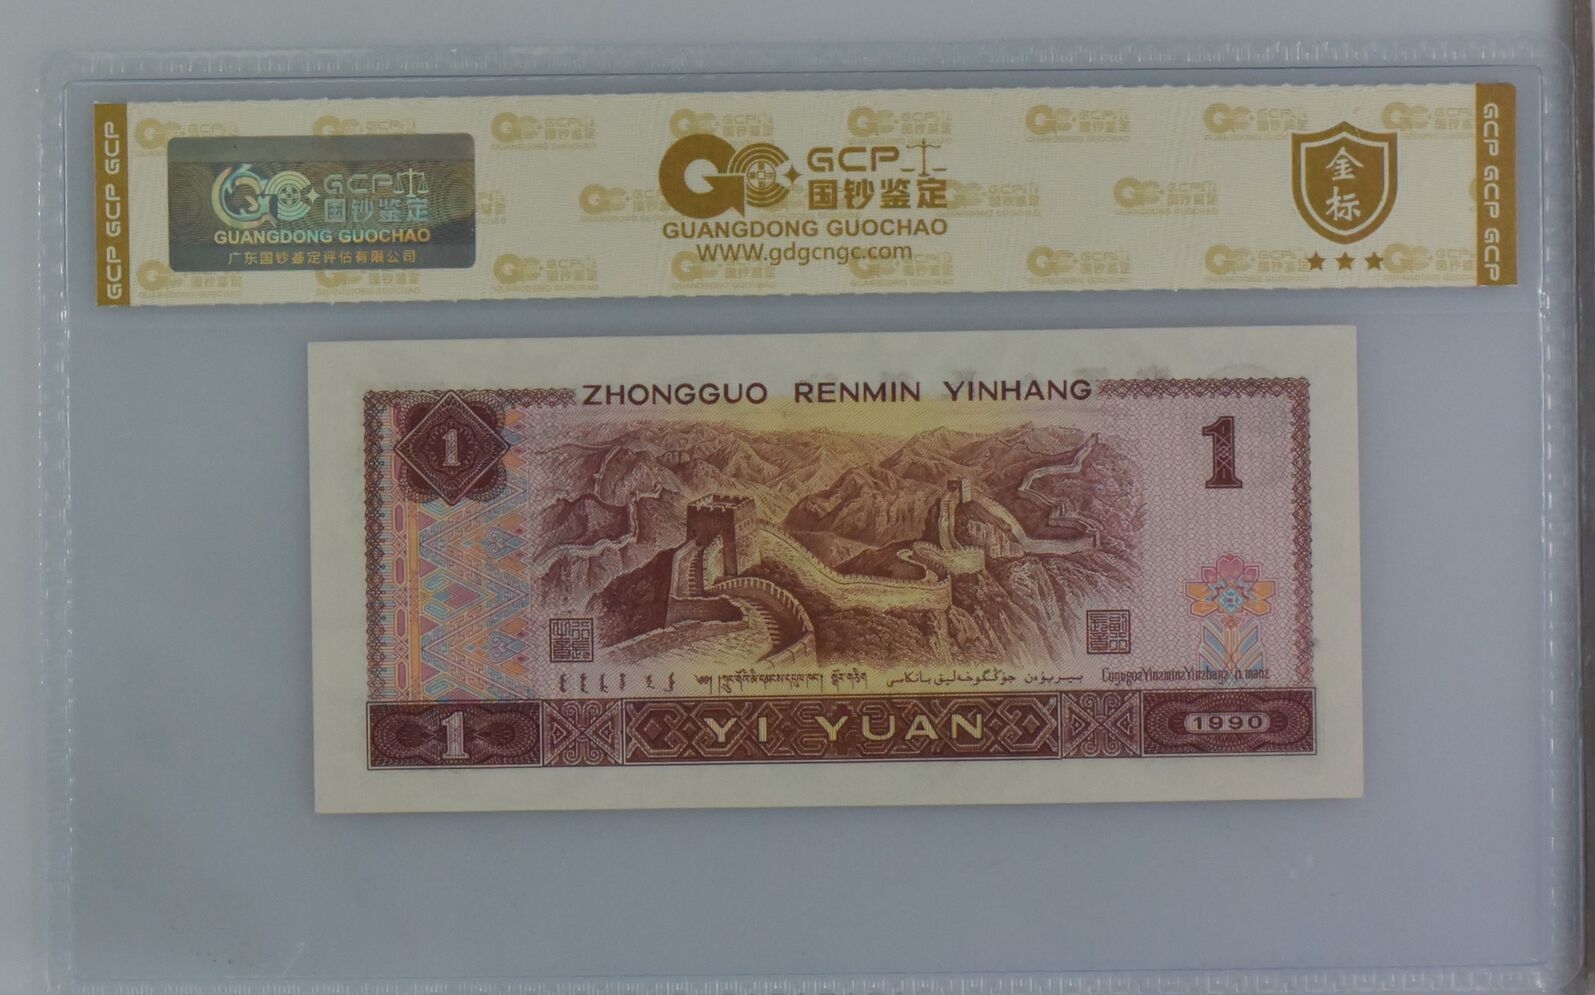 GCP GCP GCP
GCP
国钞鉴定
GUANGDONG GUOCHAO
广东国钞鉴定评估有限公司
GCP
国钞鉴定
GUANGDONG GUOCHAO
WWW.gdgcngc.com
金
标
GCP GCP GCP
ZHONGGUO RENMIN YINHANG
1
1
1
YI YUAN
1990